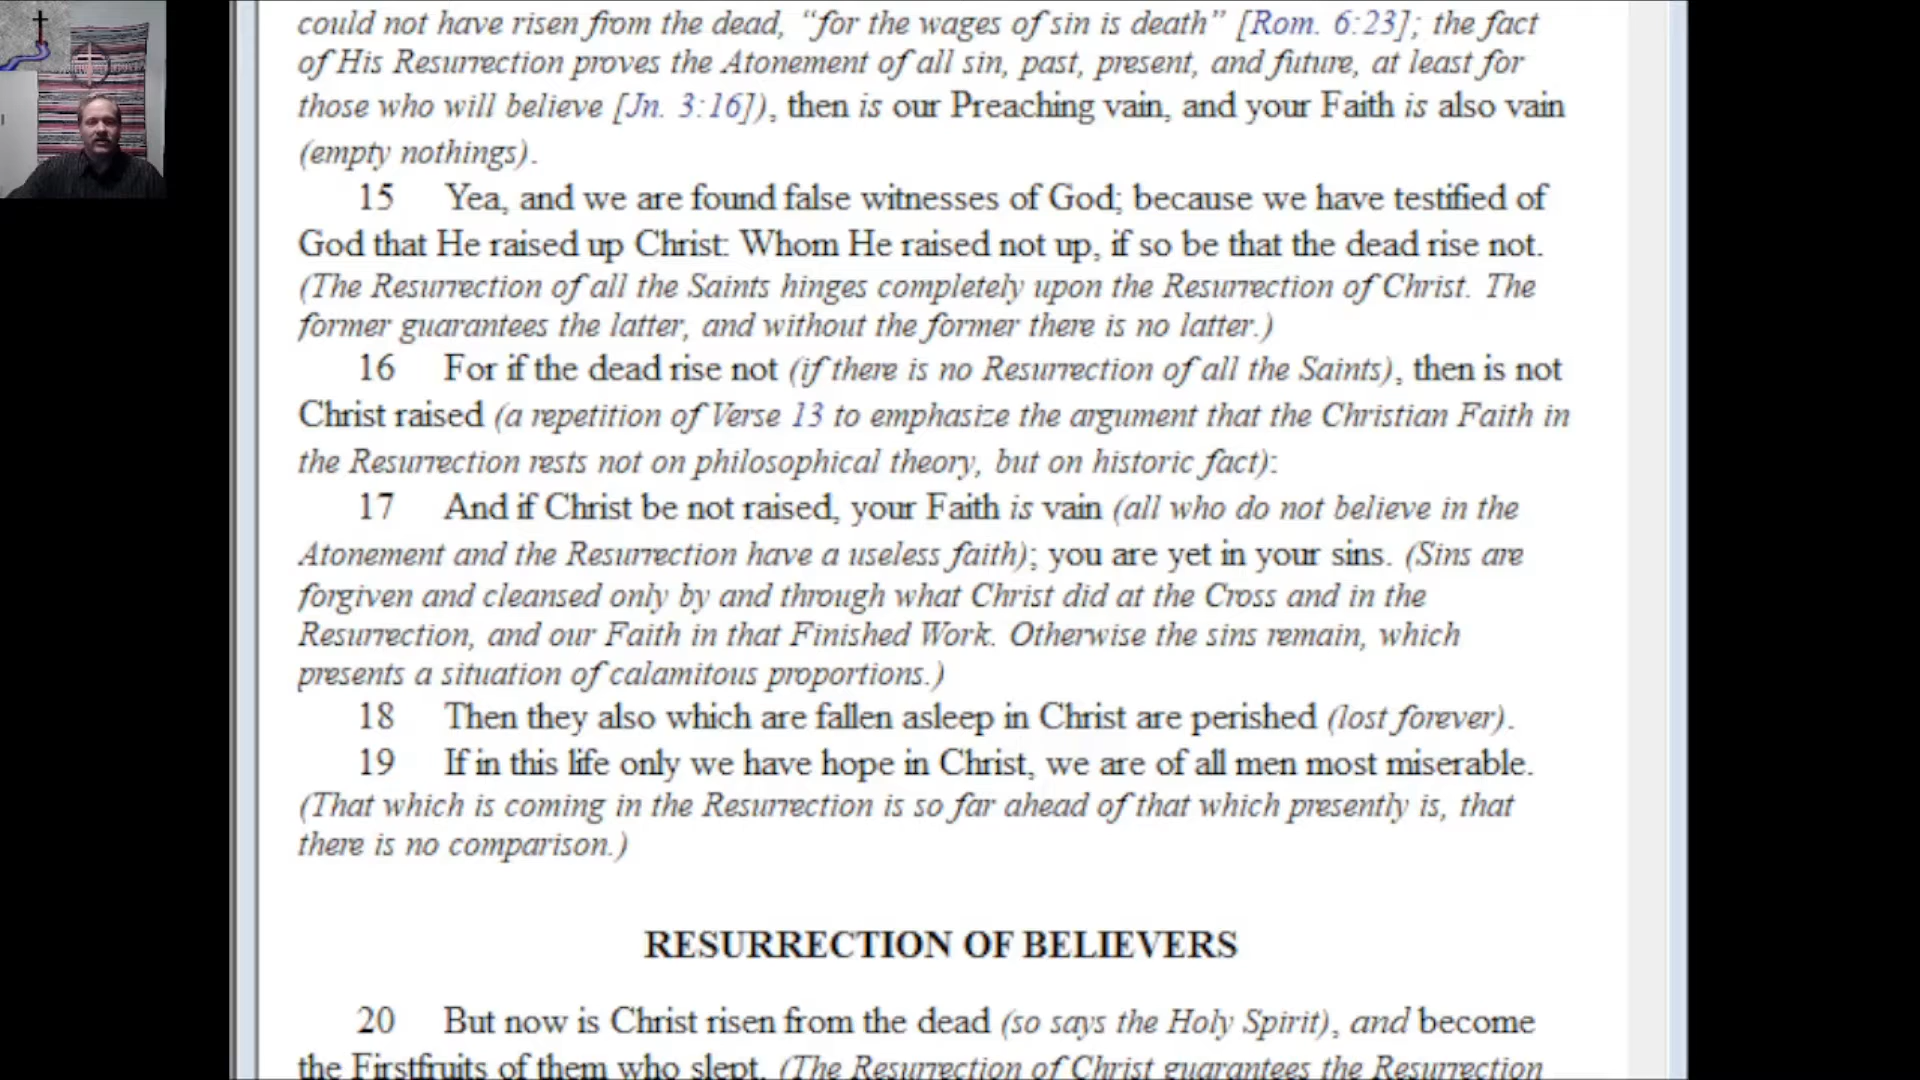 could not have risen from the dead, “for the wages of sin is death” [Rom. 6:23]; the fact
of His Resurrection proves the Atonement of all sin, past, present, and future, at least for
those who will believe [Jn. 3:16]), then is our Preaching vain, and your Faith is also vain
(empty nothings).
15 Yea, and we are found false witnesses of God; because we have testified of
God that He raised up Christ: Whom He raised not up, if so be that the dead rise not.
(The Resurrection of all the Saints hinges completely upon the Resurrection of Christ. The
former guarantees the latter, and without the former there is no latter.)
16 For if the dead rise not (if there is no Resurrection of all the Saints), then is not
Christ raised (a repetition of Verse 13 to emphasize the argument that the Christian Faith in
the Resurrection rests not on philosophical theory, but on historic fact):
17 And if Christ be not raised, your Faith is vain (all who do not believe in the
Atonement and the Resurrection have a useless faith); you are yet in your sins. (Sins are
forgiven and cleansed only by and through what Christ did at the Cross and in the
Resurrection, and our Faith in that Finished Work. Otherwise the sins remain, which
presents a situation of calamitous proportions.)
18 Then they also which are fallen asleep in Christ are perished (lost forever).
19 If in this life only we have hope in Christ, we are of all men most miserable.
(That which is coming in the Resurrection is so far ahead of that which presently is, that
there is no comparison.)
RESURRECTION OF BELIEVERS
20 But now is Christ risen from the dead (so says the Holy Spirit), and become
the Firstfruits of them who slept. (The Resurrection of Christ guarantees the Resurrection